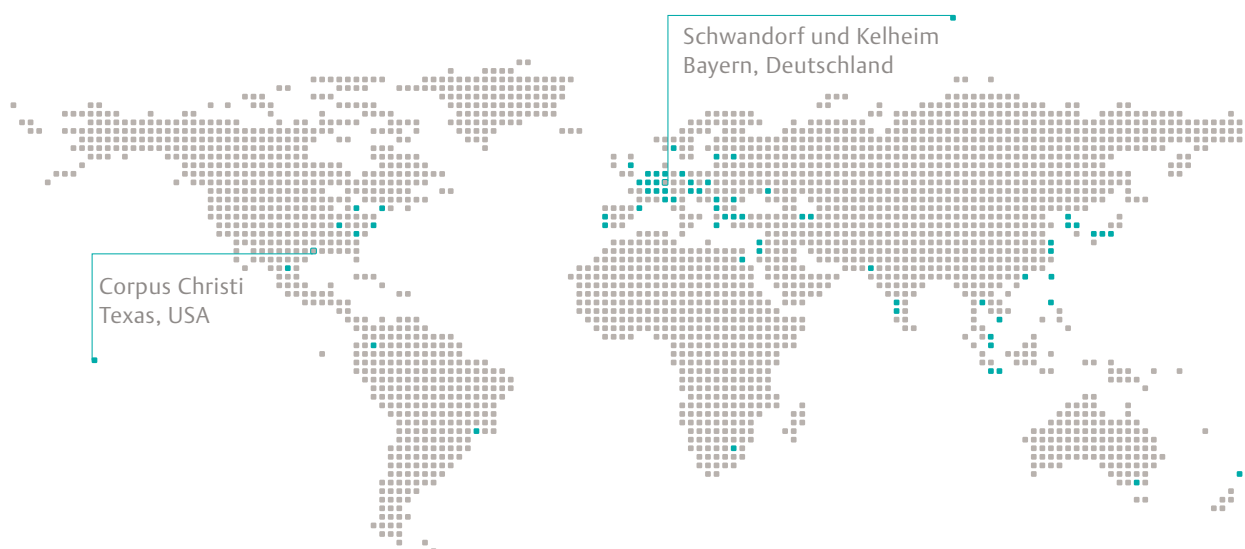 Schwandorf und Kelheim
Bayern, Deutschland
Corpus Christi
Texas, USA